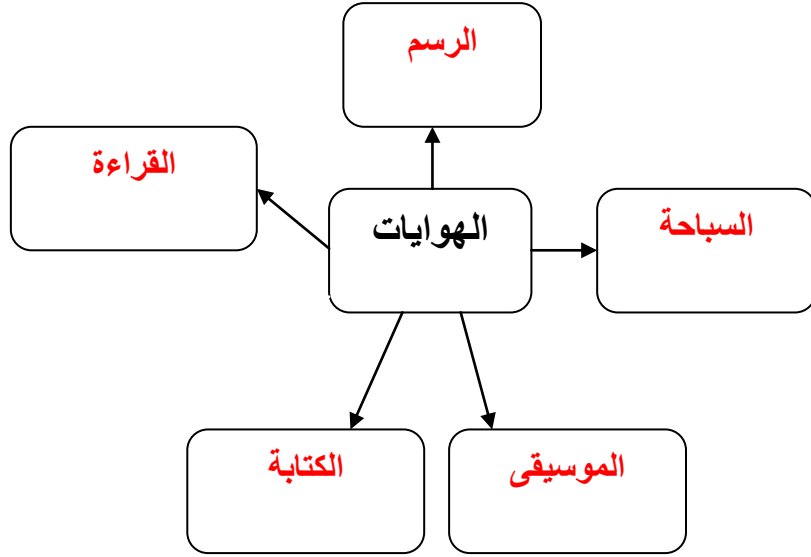 الرسم
القراءة
الهوايات
السباحة
الكتابة
الموسيقى